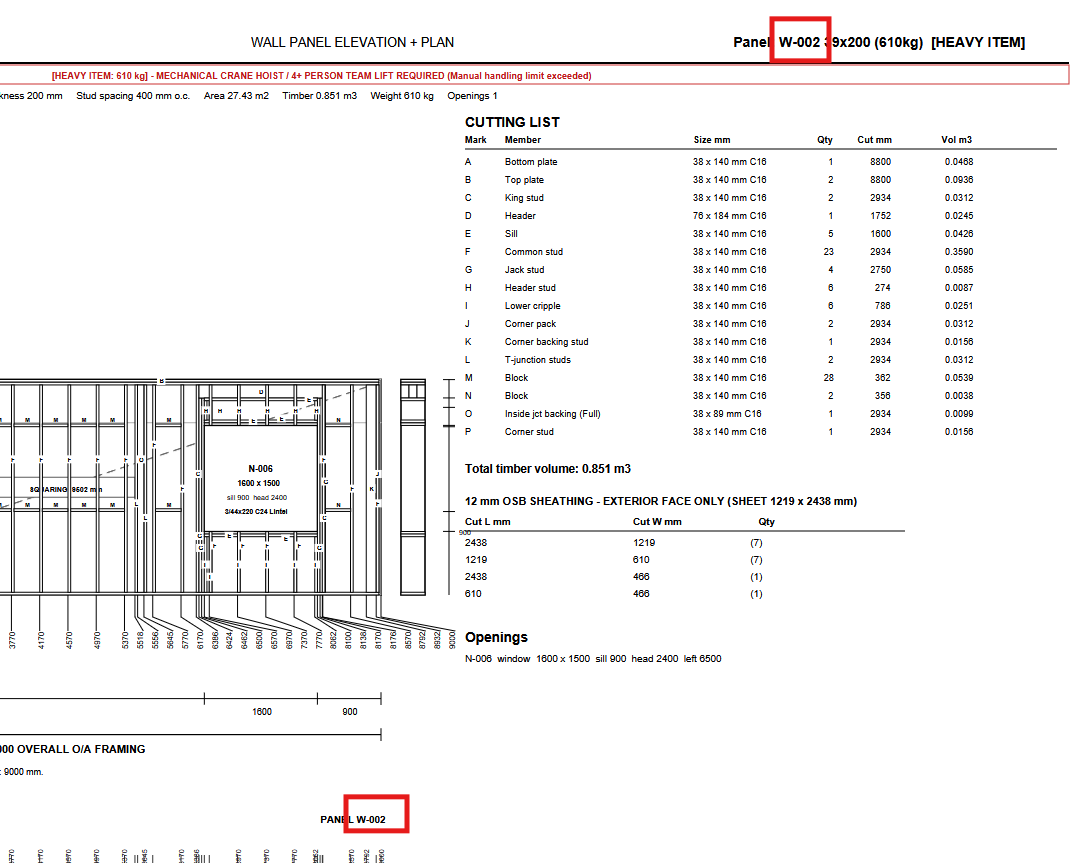 WALL PANEL ELEVATION + PLAN
Panel W-002 39x200 (610kg) [HEAVY ITEM]
[HEAVY ITEM: 610 kg] - MECHANICAL CRANE HOIST / 4+ PERSON TEAM LIFT REQUIRED (Manual handling limit exceeded)
kness 200 mm Stud spacing 400 mm o.c. Area 27.43 m2 Timber 0.851 m3 Weight 610 kg Openings 1
CUTTING LIST
Mark Member Size mm Qty Cut mm Vol m3
A Bottom plate 38 x 140 mm C16 1 8800 0.0468
B Top plate 38 x 140 mm C16 2 8800 0.0936
C King stud 38 x 140 mm C16 2 2934 0.0312
D Header 76 x 184 mm C16 1 1752 0.0245
E Sill 38 x 140 mm C16 5 1600 0.0426
F Common stud 38 x 140 mm C16 23 2934 0.3590
G Jack stud 38 x 140 mm C16 4 2750 0.0585
H Header stud 38 x 140 mm C16 6 274 0.0087
I Lower cripple 38 x 140 mm C16 6 786 0.0251
J Corner pack 38 x 140 mm C16 2 2934 0.0312
K Corner backing stud 38 x 140 mm C16 1 2934 0.0156
L T-junction studs 38 x 140 mm C16 2 2934 0.0312
M Block 38 x 140 mm C16 28 362 0.0539
N Block 38 x 140 mm C16 2 356 0.0038
O Inside jct backing (Full) 38 x 89 mm C16 1 2934 0.0099
P Corner stud 38 x 140 mm C16 1 2934 0.0156
Total timber volume: 0.851 m3
12 mm OSB SHEATHING - EXTERIOR FACE ONLY (SHEET 1219 x 2438 mm)
Cut L mm Cut W mm Qty
2438 1219 (7)
1219 610 (7)
2438 466 (1)
610 466 (1)
Openings
N-006 window 1600 x 1500 sill 900 head 2400 left 6500
B
D
E
H H H H H H
E E
M M M M M N
F F F F F O F
N-006
1600 x 1500
sill 900 head 2400
3/44x220 C24 Lintel
SQUARING 9602 mm
C F G J K F
M M M M M N
L L C
900
G E E
G F F F F G
I I I I I
3770 4170 4570 4970 5370 5518 5556 5645 5770 6170 6386 6424 6462 6500 6570 6970 7370 7770 8062 8100 8138 8170 8176 8570 8792 8932 9000
1600 900
000 OVERALL O/A FRAMING
: 9000 mm.
PANEL W-002